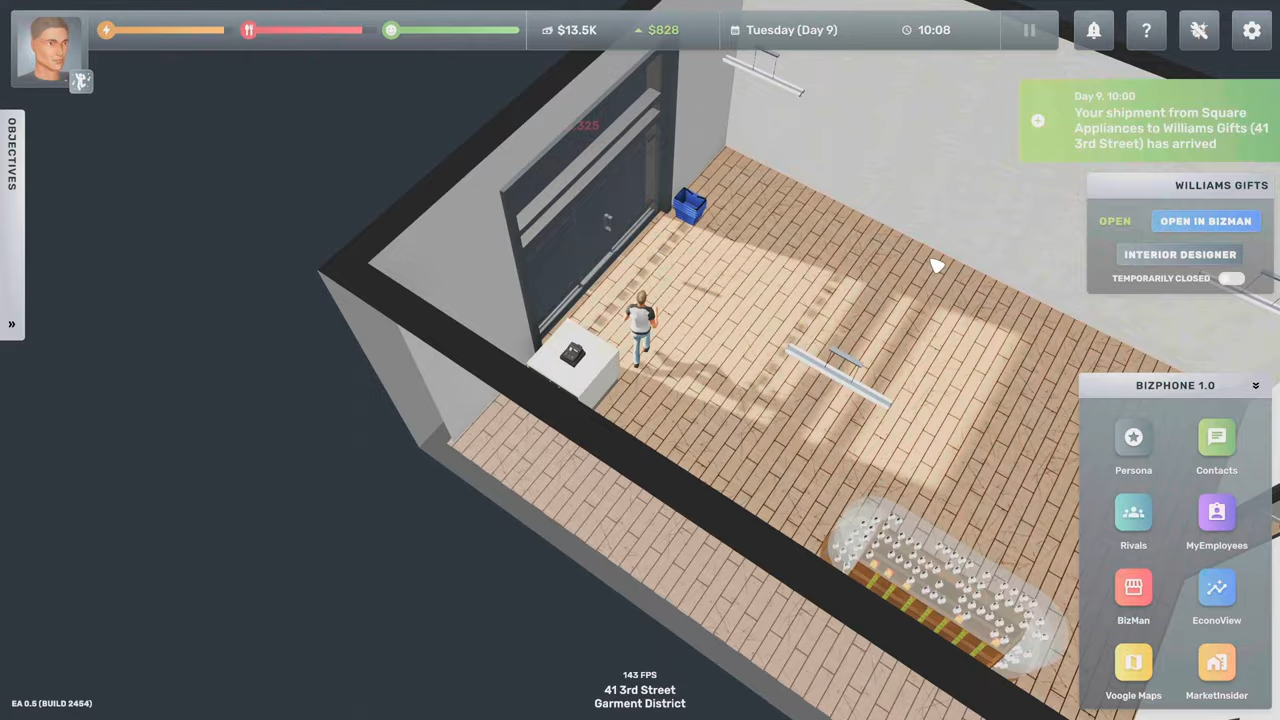 $13.5K
$828
Tuesday (Day 9)
10:08
OBJECTIVES
Day 9, 10:00
Your shipment from Square
Appliances to Williams Gifts (41
3rd Street) has arrived
WILLIAMS GIFTS
OPEN
OPEN IN BIZMAN
INTERIOR DESIGNER
TEMPORARILY CLOSED
BIZPHONE 1.0
Persona
Contacts
Rivals
MyEmployees
BizMan
EconoView
Voogle Maps
MarketInsider
143 FPS
41 3rd Street
Garment District
EA 0.5 (BUILD 2454)